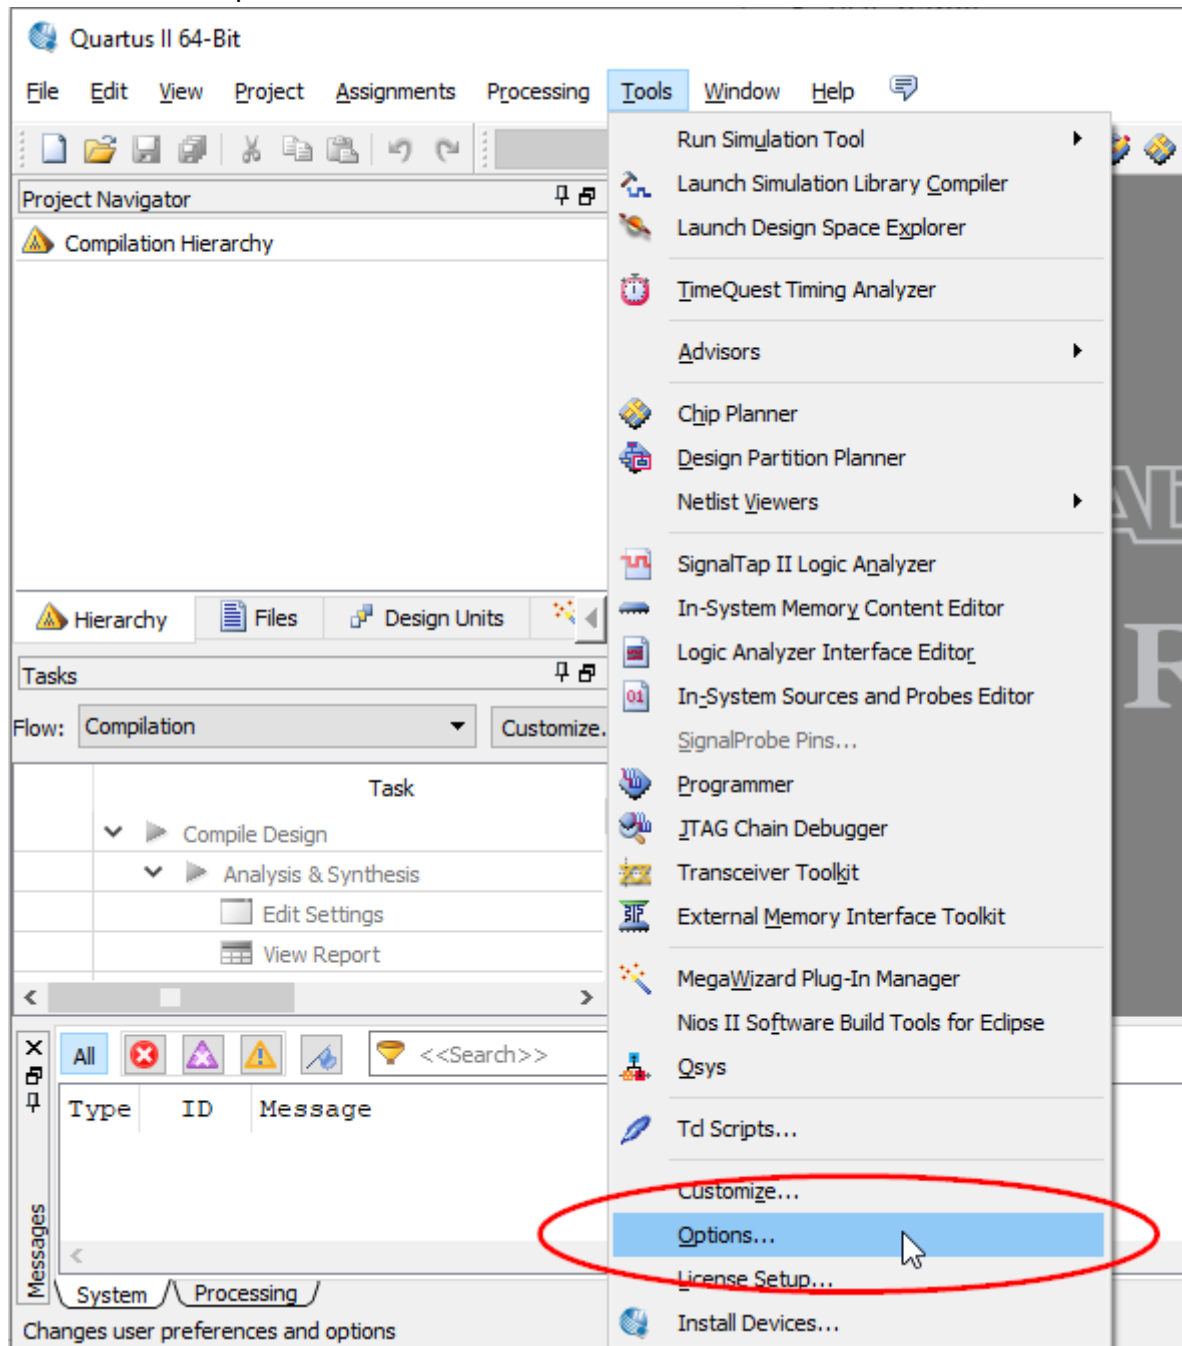 Quartus II 64-Bit
File Edit View Project Assignments Processing Tools Window Help
Run Simulation Tool
Project Navigator
Launch Simulation Library Compiler
Compilation Hierarchy
Launch Design Space Explorer
TimeQuest Timing Analyzer
Advisors
Chip Planner
Design Partition Planner
Netlist Viewers
SignalTap II Logic Analyzer
Hierarchy Files Design Units
In-System Memory Content Editor
Logic Analyzer Interface Editor
Tasks
In-System Sources and Probes Editor
Flow: Compilation Customize.
SignalProbe Pins...
Task
Programmer
Compile Design
JTAG Chain Debugger
Analysis & Synthesis
Transceiver Toolkit
Edit Settings
External Memory Interface Toolkit
View Report
MegaWizard Plug-In Manager
Nios II Software Build Tools for Eclipse
All <<Search>>
Qsys
Type ID Message
Tcl Scripts...
Customize...
Options...
Messages
License Setup...
System Processing
Changes user preferences and options
Install Devices...